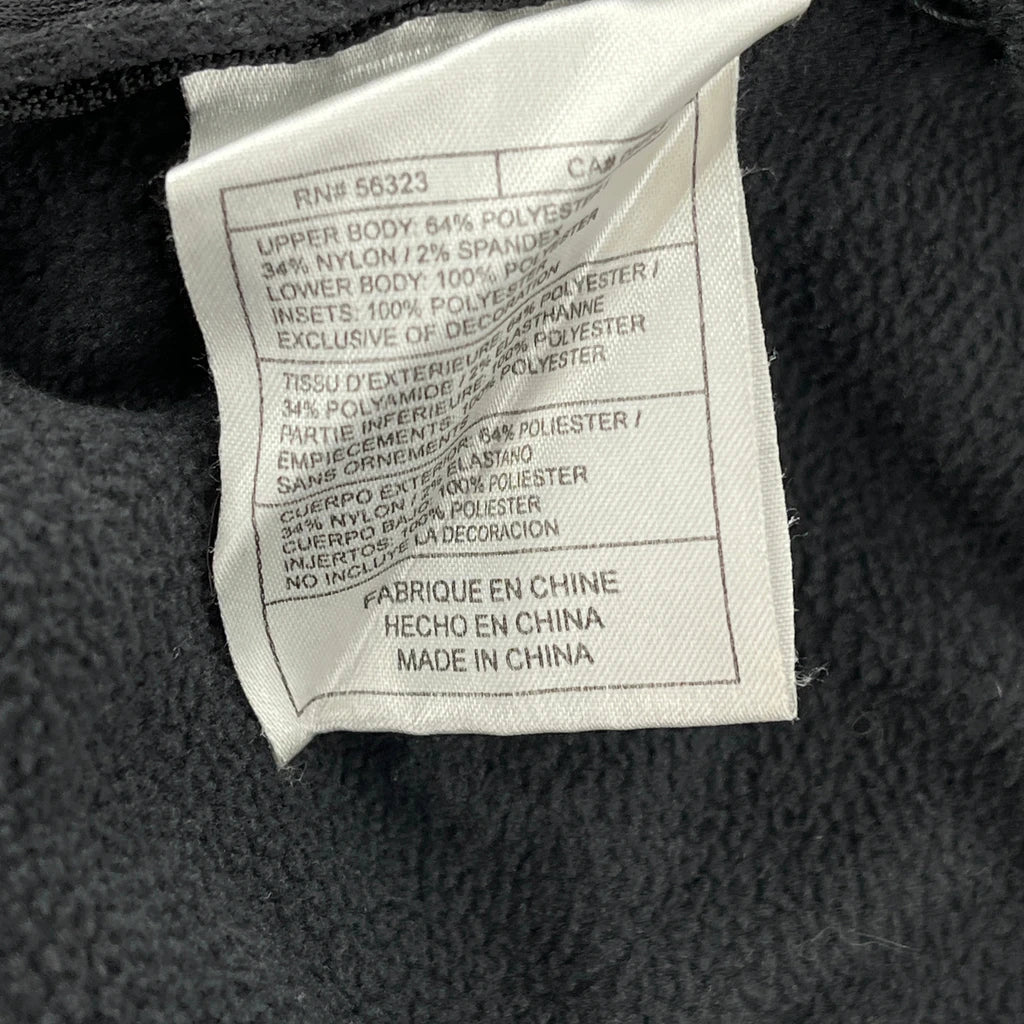 RN# 56323 CA#
UPPER BODY: 64% POLYESTER
34% NYLON / 2% SPANDEX
LOWER BODY: 100% POLYESTER
INSETS: 100% POLYESTER
EXCLUSIVE OF DECORATION
TISSU D'EXTERIEURE: 64% POLYESTER /
34% POLYAMIDE / 2% ELASTHANNE
PARTIE INFERIEURE: 100% POLYESTER
EMPIECEMENTS: 100% POLYESTER
SANS ORNEMENTS
CUERPO EXTERIOR: 64% POLIESTER /
34% NYLON / 2% ELASTANO
CUERPO BAJO: 100% POLIESTER
INJERTOS: 100% POLIESTER
NO INCLUYE LA DECORACION
FABRIQUE EN CHINE
HECHO EN CHINA
MADE IN CHINA